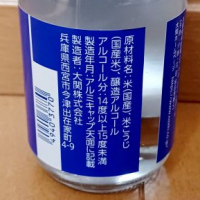 原材料名：米(国産)、米こうじ
(国産米)、醸造アルコール
アルコール分：14度以上15度未満
製造年月：アルミキャップ天面に記載
製造者：大関株式会社
兵庫県西宮市今津出在家町4-9